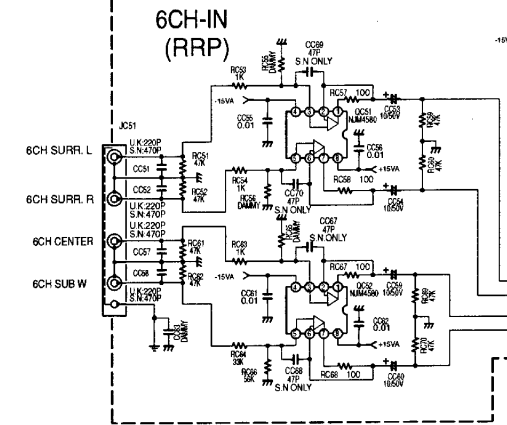 6CH-IN
(RRP)
-15V
RC55
DAMMY
CC69
47P
S.N ONLY
RC53
1K
-15VA
RC57 100
QC51
NJM4580
CC53
10/50V
RC59
47K
CC55
0.01
CC56
0.01
JC51
U.K:220P
S.N:470P
6CH SURR. L
CC51
RC51
47K
CC52
RC52
47K
6CH SURR. R
U.K:220P
S.N:470P
+15VA
RC60
47K
RC54
1K
RC56
DAMMY
CC70
47P
S.N ONLY
RC58 100
CC54
10/50V
6CH CENTER
U.K:220P
S.N:470P
CC57
RC61
47K
CC58
RC62
47K
6CH SUB W
U.K:220P
S.N:470P
RC63
1K
DAMMY
CC67
47P
S.N ONLY
-15VA
RC67 100
QC52
NJM4580
CC59
10/50V
RC69
47K
CC61
0.01
CC62
0.01
+15VA
RC70
47K
CC63
DAMMY
RC64
33K
RC66
56K
CC68
47P
S.N ONLY
RC68 100
CC60
10/50V